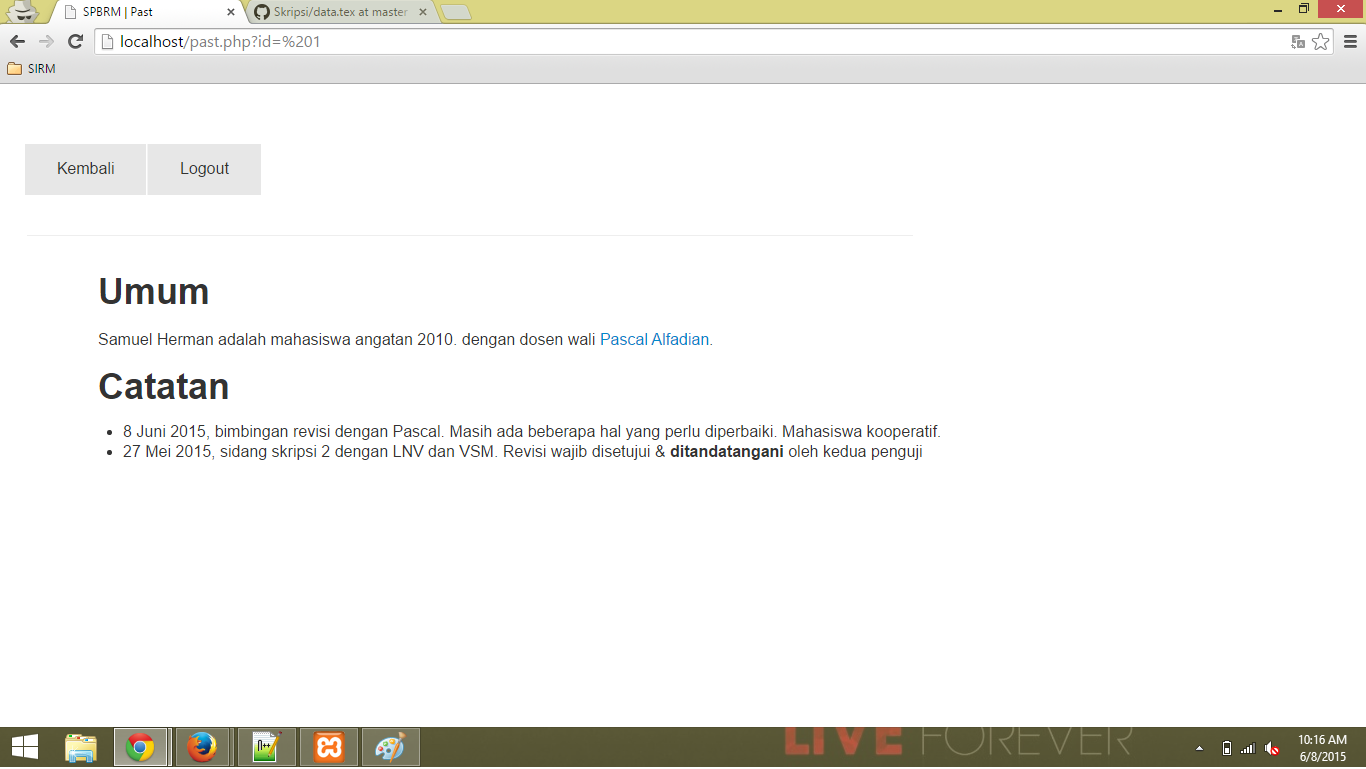 SPBRM | Past
Skripsi/data.tex at master
localhost/past.php?id=%201
SIRM
Kembali
Logout
Umum
Samuel Herman adalah mahasiswa angatan 2010. dengan dosen wali Pascal Alfadian.
Catatan
8 Juni 2015, bimbingan revisi dengan Pascal. Masih ada beberapa hal yang perlu diperbaiki. Mahasiswa kooperatif.
27 Mei 2015, sidang skripsi 2 dengan LNV dan VSM. Revisi wajib disetujui & ditandatangani oleh kedua penguji
LIVE FOREVER
10:16 AM
6/8/2015